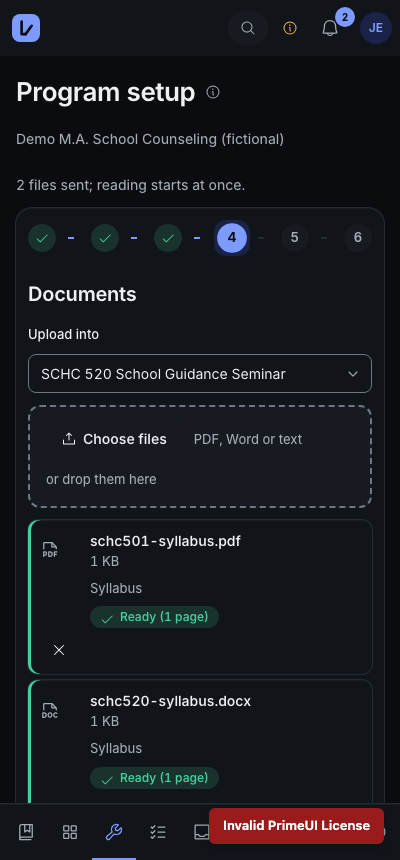 2
JE
Program setup
Demo M.A. School Counseling (fictional)
2 files sent; reading starts at once.
4 5 6
Documents
Upload into
SCHC 520 School Guidance Seminar
Choose files PDF, Word or text
or drop them here
schc501-syllabus.pdf
PDF
1 KB
Syllabus
Ready (1 page)
schc520-syllabus.docx
DOC
1 KB
Syllabus
Ready (1 page)
Invalid PrimeUI License